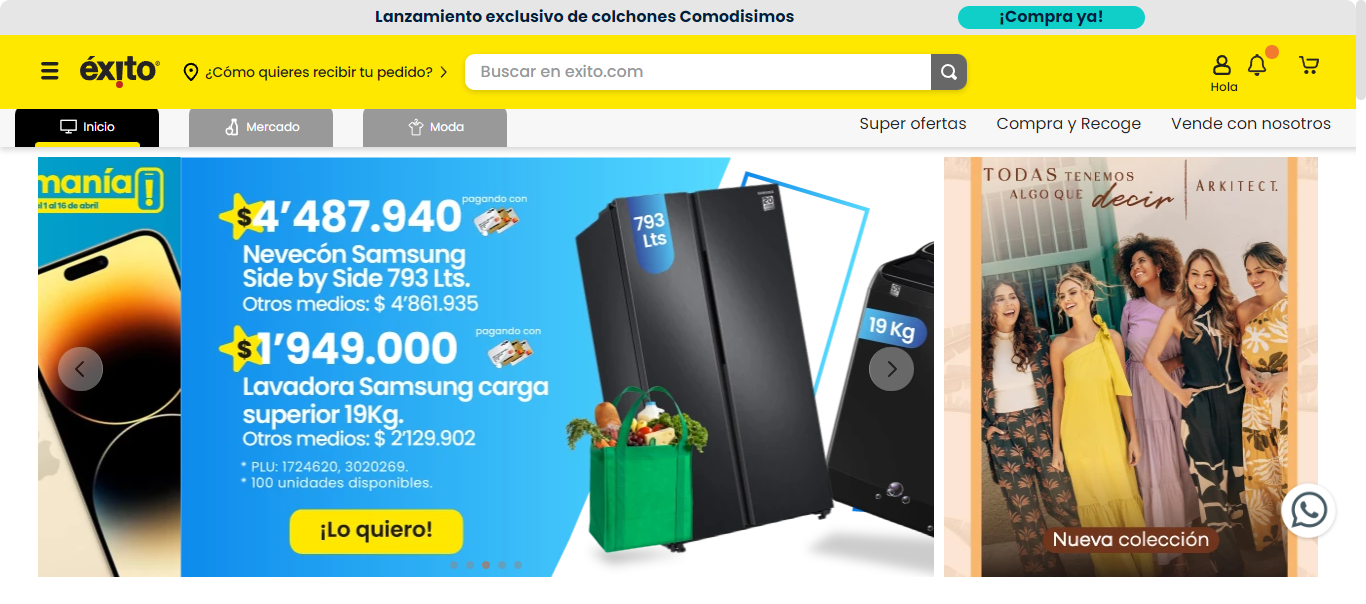 Lanzamiento exclusivo de colchones Comodisimos
¡Compra ya!
éxito
¿Cómo quieres recibir tu pedido?
Buscar en exito.com
Hola
Inicio
Mercado
Moda
Super ofertas
Compra y Recoge
Vende con nosotros
manía
el 1 al 16 de abril
$4'487.940
pagando con
Nevecón Samsung
Side by Side 793 Lts.
Otros medios: $ 4'861.935
$1'949.000
pagando con
Lavadora Samsung carga
superior 19Kg.
Otros medios: $ 2'129.902
* PLU: 1724620, 3020269.
* 100 unidades disponibles.
¡Lo quiero!
793
Lts
19 Kg
TODAS TENEMOS
ALGO QUE decir
ARKITECT.
Nueva colección